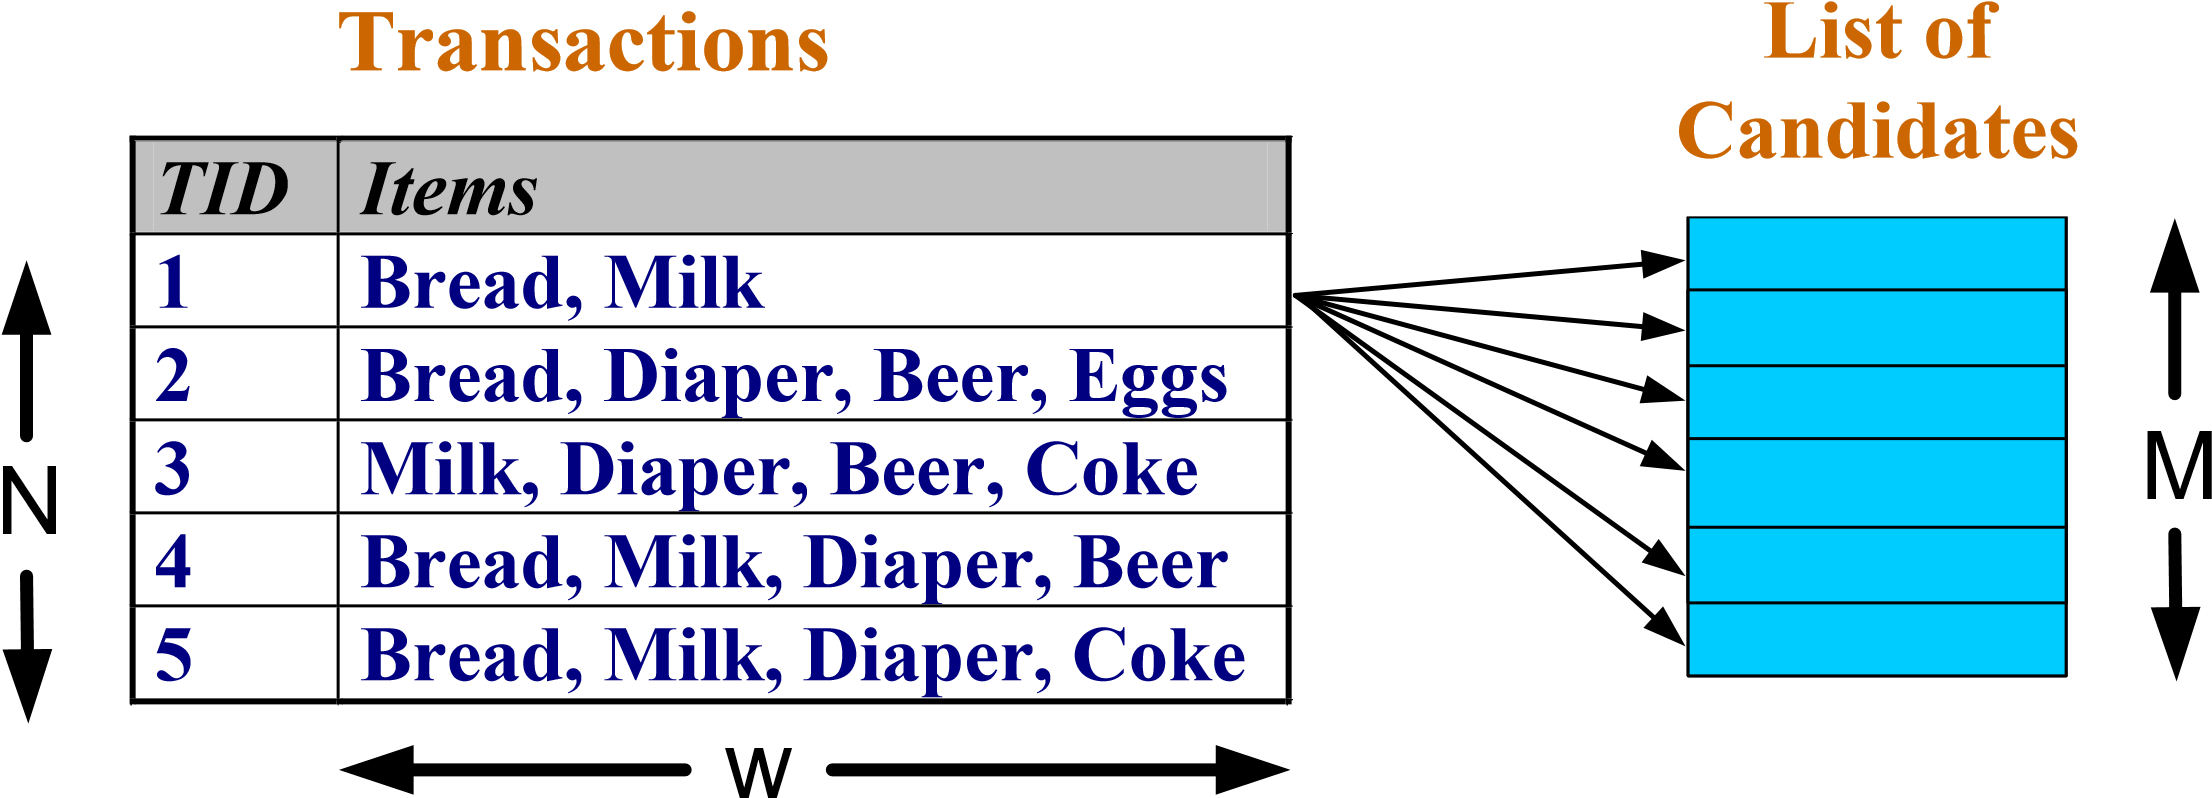 Transactions
List of
Candidates
TID Items
1 Bread, Milk
2 Bread, Diaper, Beer, Eggs
3 Milk, Diaper, Beer, Coke
4 Bread, Milk, Diaper, Beer
5 Bread, Milk, Diaper, Coke
N
M
w